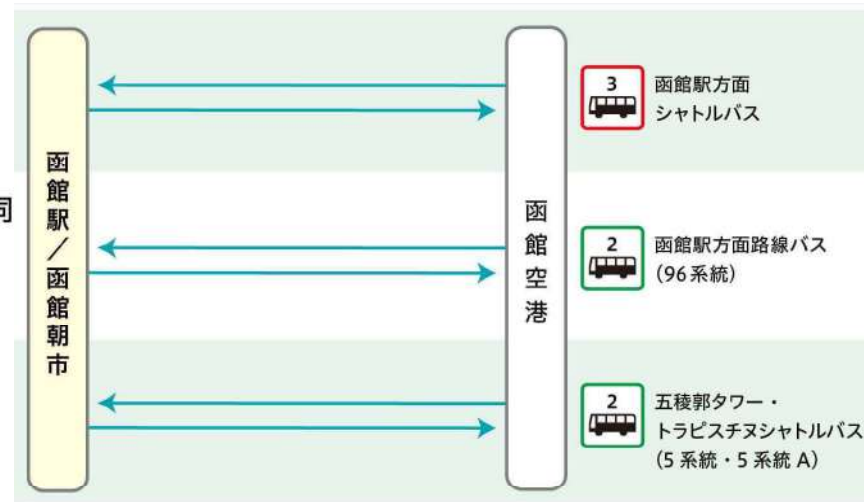 同
函館駅／函館朝市
函館空港
3
函館駅方面
シャトルバス
2
函館駅方面路線バス
（96系統）
2
五稜郭タワー・
トラピスチヌシャトルバス
（5系統・5系統A）